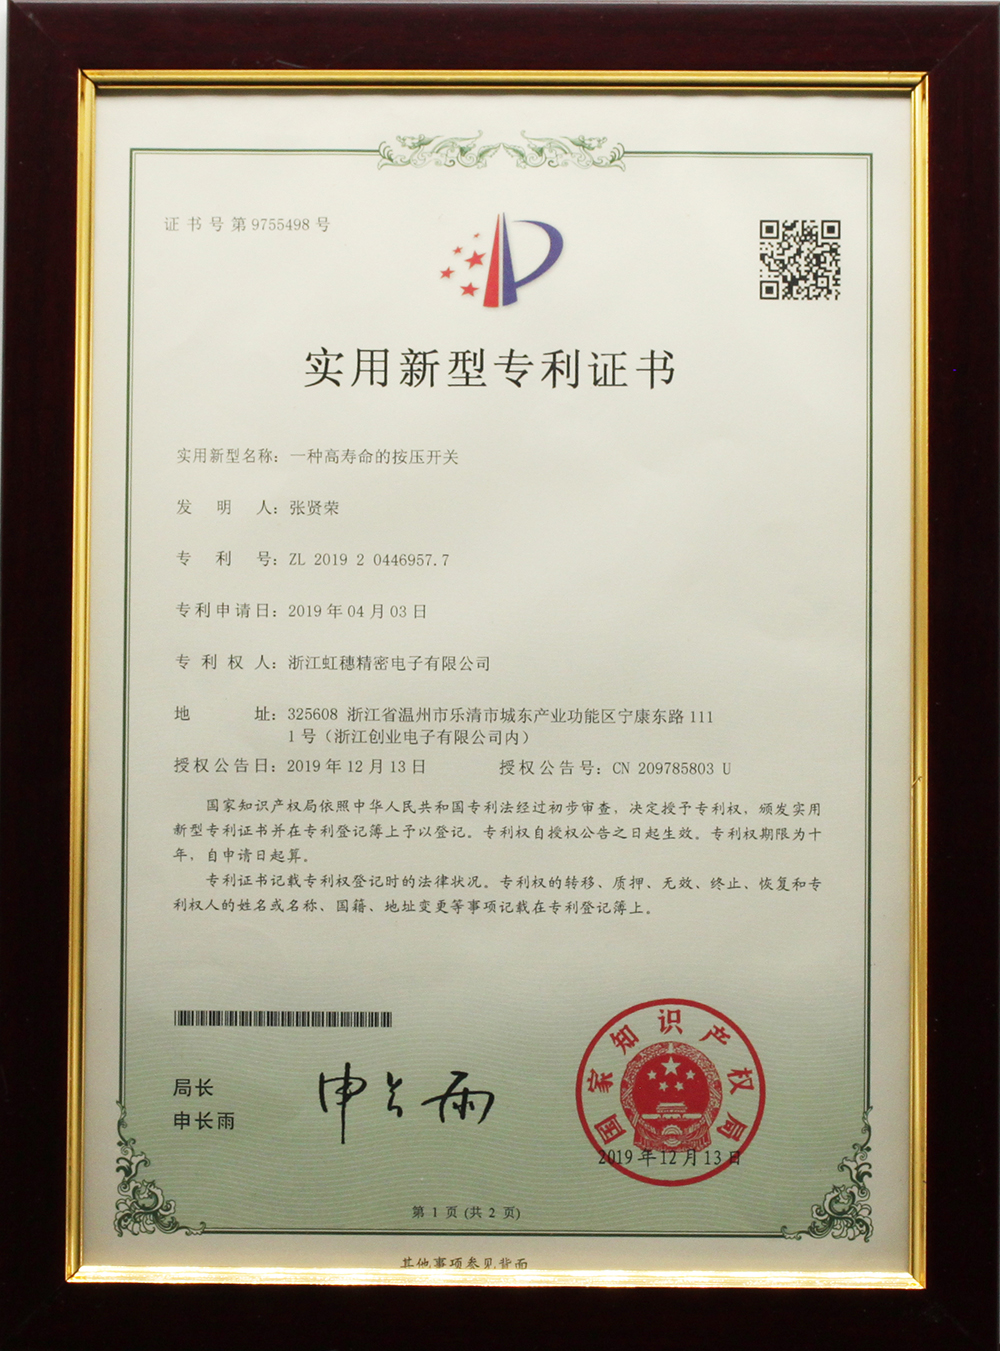 证书号第9755498号
实用新型专利证书
实用新型名称：一种高寿命的按压开关
发明人：张贤荣
专利号：ZL 2019 2 0446957.7
专利申请日：2019年04月03日
专利权人：浙江虹穗精密电子有限公司
地址：325608 浙江省温州市乐清市城东产业功能区宁康东路111
1号（浙江创业电子有限公司内）
授权公告日：2019年12月13日 授权公告号：CN 209785803 U
国家知识产权局依照中华人民共和国专利法经过初步审查，决定授予专利权，颁发实用
新型专利证书并在专利登记簿上予以登记。专利权自授权公告之日起生效。专利权期限为十
年，自申请日起算。
专利证书记载专利权登记时的法律状况。专利权的转移、质押、无效、终止、恢复和专
利权人的姓名或名称、国籍、地址变更等事项记载在专利登记簿上。
局长
申长雨
申长雨
国家知识产权局
2019年12月13日
第 1 页 (共 2 页)
其他事项参见背面